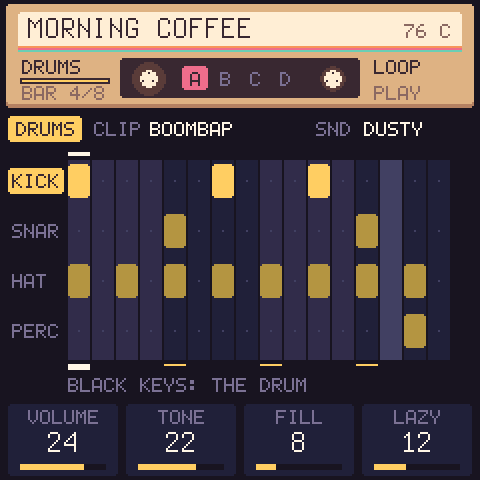 MORNING COFFEE 76 C
DRUMS A B C D LOOP
BAR 4/8 PLAY
DRUMS CLIP BOOMBAP SND DUSTY
KICK
SNAR
HAT
PERC
BLACK KEYS: THE DRUM
VOLUME TONE FILL LAZY
24 22 8 12